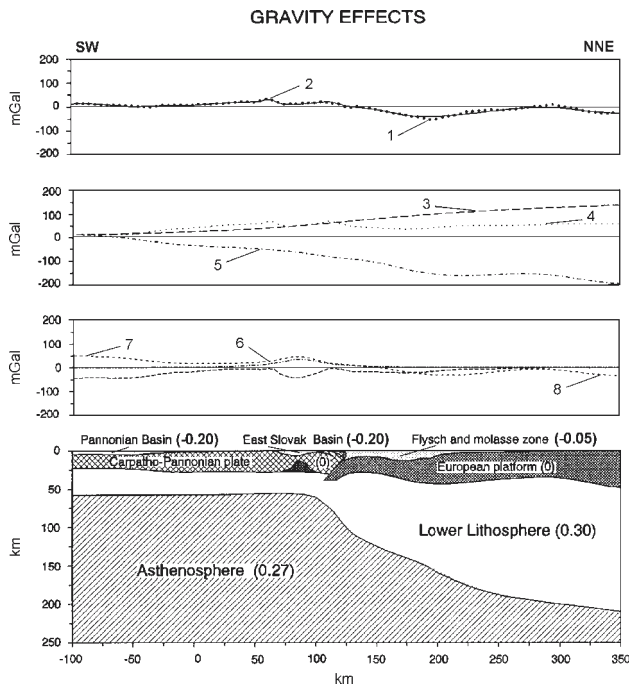 GRAVITY EFFECTS
SW NNE
200
100
0
-100
-200
mGal
2
1
200
100
0
-100
-200
mGal
3
4
5
200
100
0
-100
-200
mGal
7
6
8
Pannonian Basin (-0.20) East Slovak Basin (-0.20) Flysch and molasse zone (-0.05)
Carpatho-Pannonian plate (0) European platform (0)
Lower Lithosphere (0.30)
Asthenosphere (0.27)
0
50
100
150
200
250
km
-100 -50 0 50 100 150 200 250 300 350
km